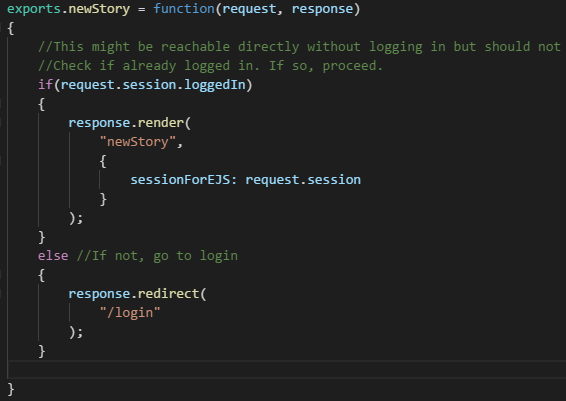 exports.newStory = function(request, response)
{
    //This might be reachable directly without logging in but should not
    //Check if already logged in. If so, proceed.
    if(request.session.loggedIn)
    {
        response.render(
            "newStory",
            {
                sessionForEJS: request.session
            }
        );
    }
    else //If not, go to login
    {
        response.redirect(
            "/login"
        );
    }
}